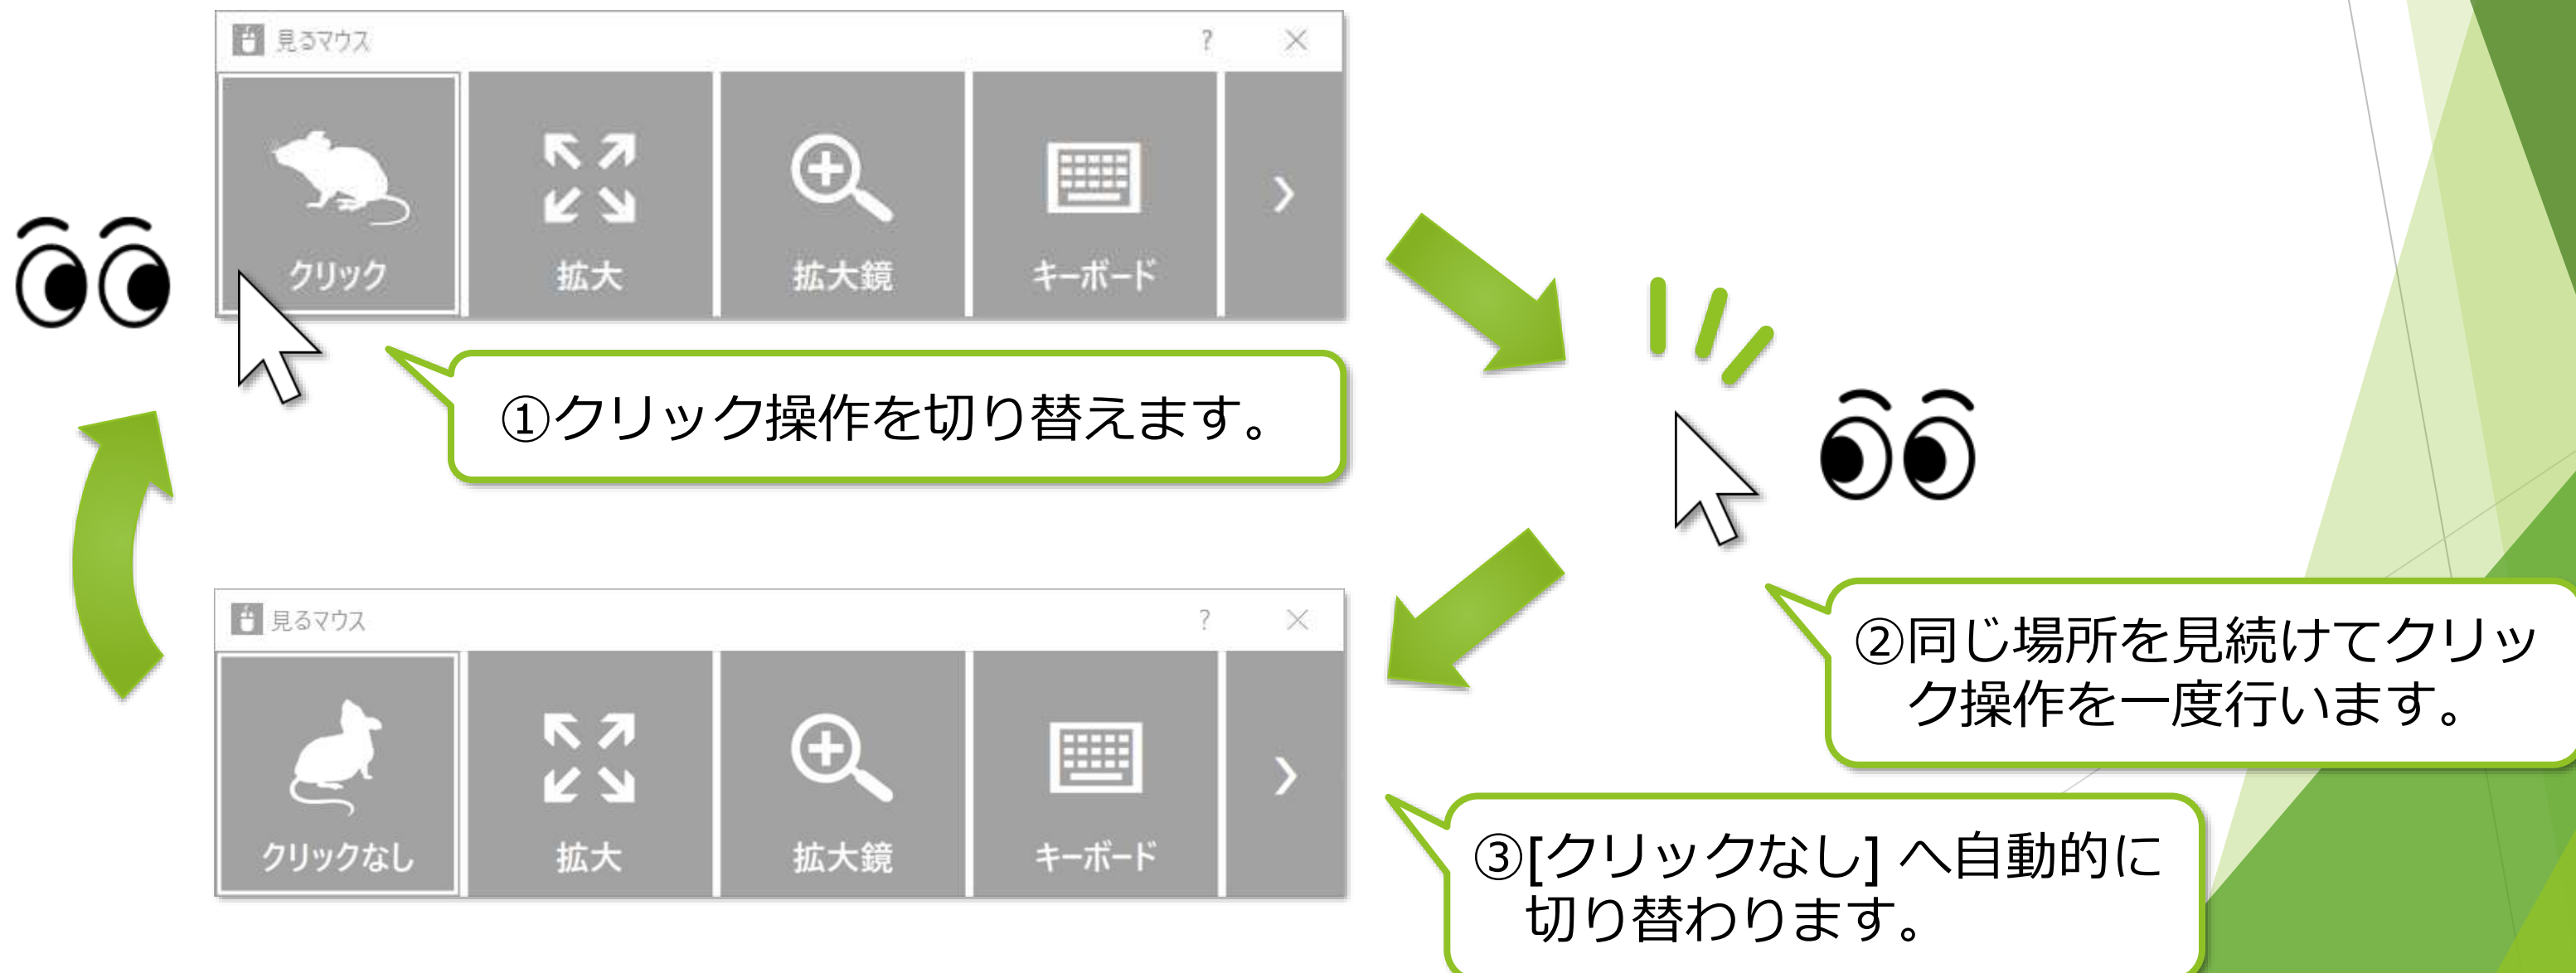 見るマウス ? ×
クリック 拡大 拡大鏡 キーボード >
①クリック操作を切り替えます。
②同じ場所を見続けてクリッ
ク操作を一度行います。
見るマウス ? ×
クリックなし 拡大 拡大鏡 キーボード >
③[クリックなし] へ自動的に
切り替わります。